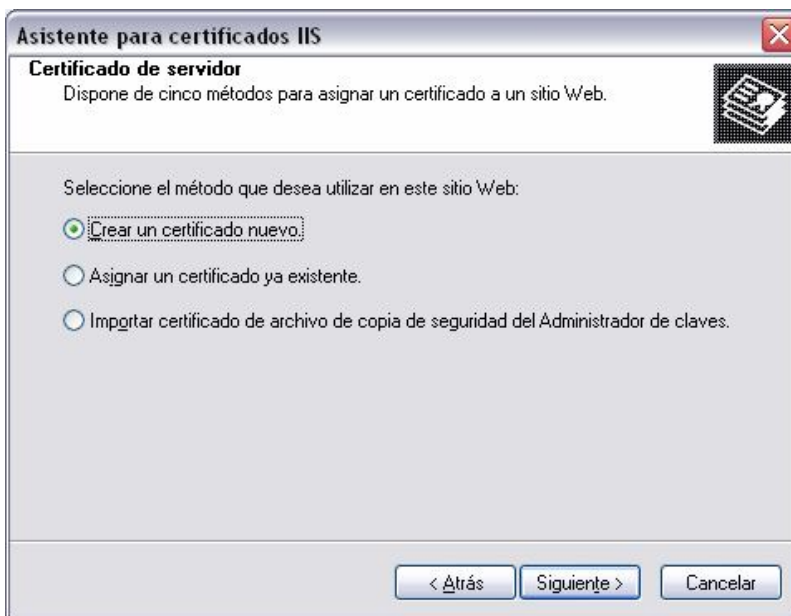 Asistente para certificados IIS
Certificado de servidor
Dispone de cinco métodos para asignar un certificado a un sitio Web.
Seleccione el método que desea utilizar en este sitio Web:
Crear un certificado nuevo.
Asignar un certificado ya existente.
Importar certificado de archivo de copia de seguridad del Administrador de claves.
< Atrás Siguiente > Cancelar